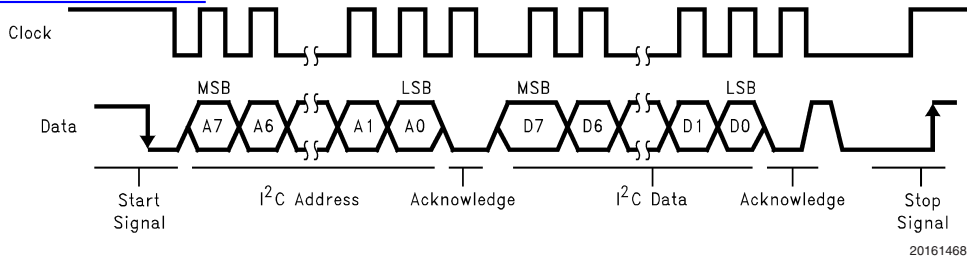 Clock
MSB LSB MSB LSB
Data A7 A6 A1 A0 D7 D6 D1 D0
Start Signal
I²C Address
Acknowledge
I²C Data
Acknowledge
Stop Signal
20161468